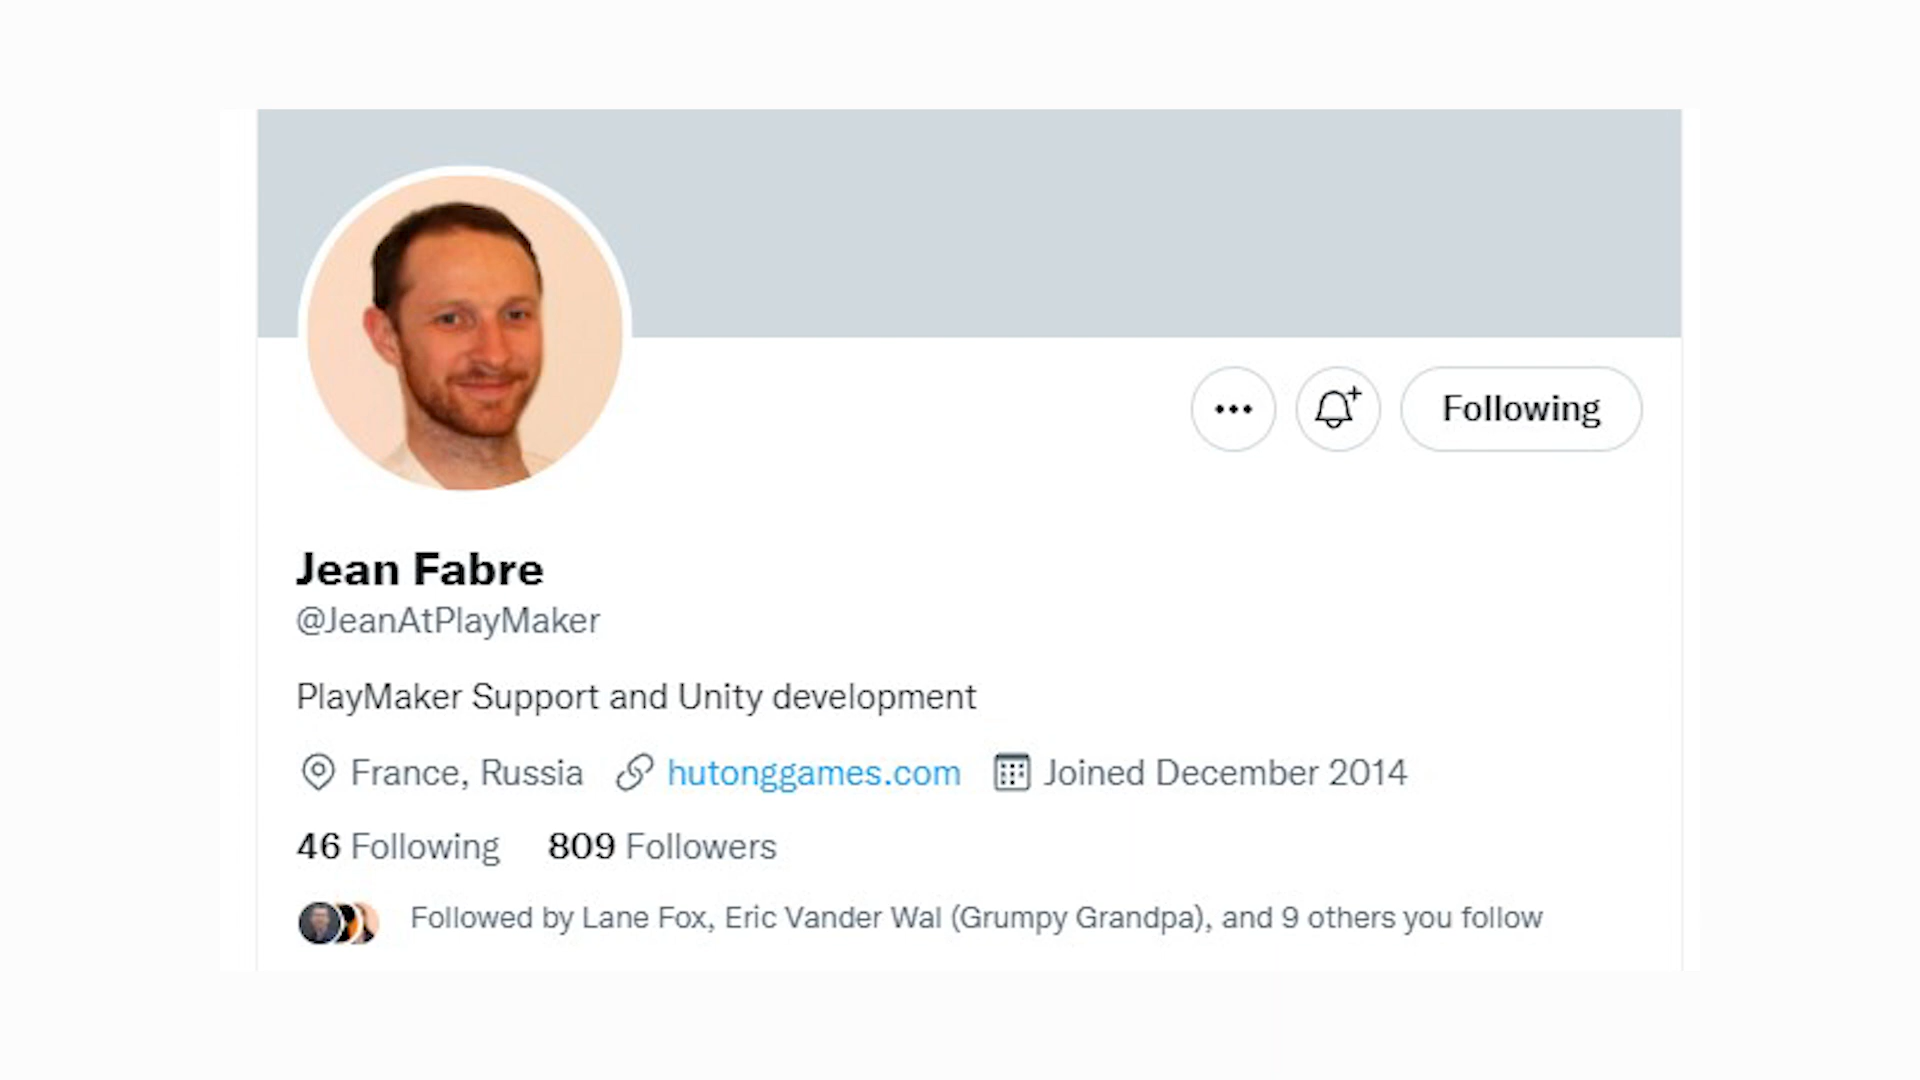 Following
Jean Fabre
@JeanAtPlayMaker
PlayMaker Support and Unity development
France, Russia hutonggames.com Joined December 2014
46 Following 809 Followers
Followed by Lane Fox, Eric Vander Wal (Grumpy Grandpa), and 9 others you follow